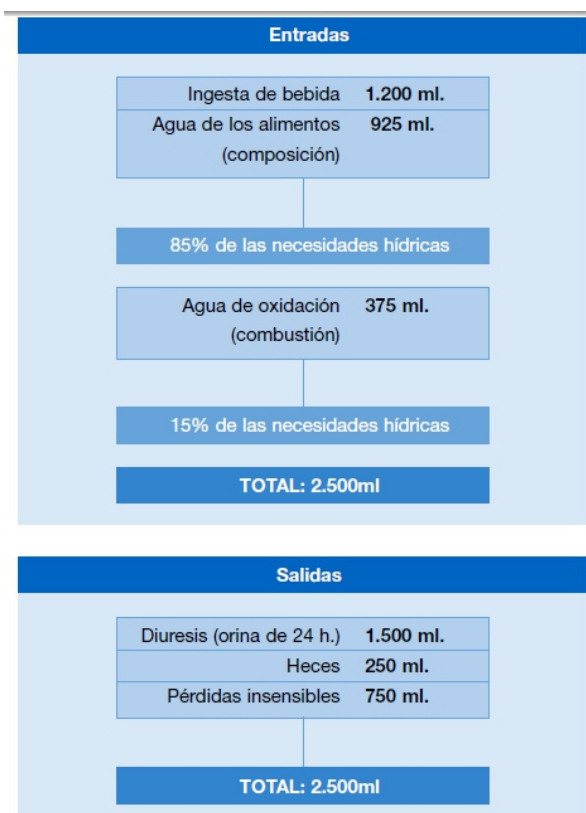 Entradas
Ingesta de bebida 1.200 ml.
Agua de los alimentos 925 ml.
(composición)
85% de las necesidades hídricas
Agua de oxidación 375 ml.
(combustión)
15% de las necesidades hídricas
TOTAL: 2.500ml
Salidas
Diuresis (orina de 24 h.) 1.500 ml.
Heces 250 ml.
Pérdidas insensibles 750 ml.
TOTAL: 2.500ml